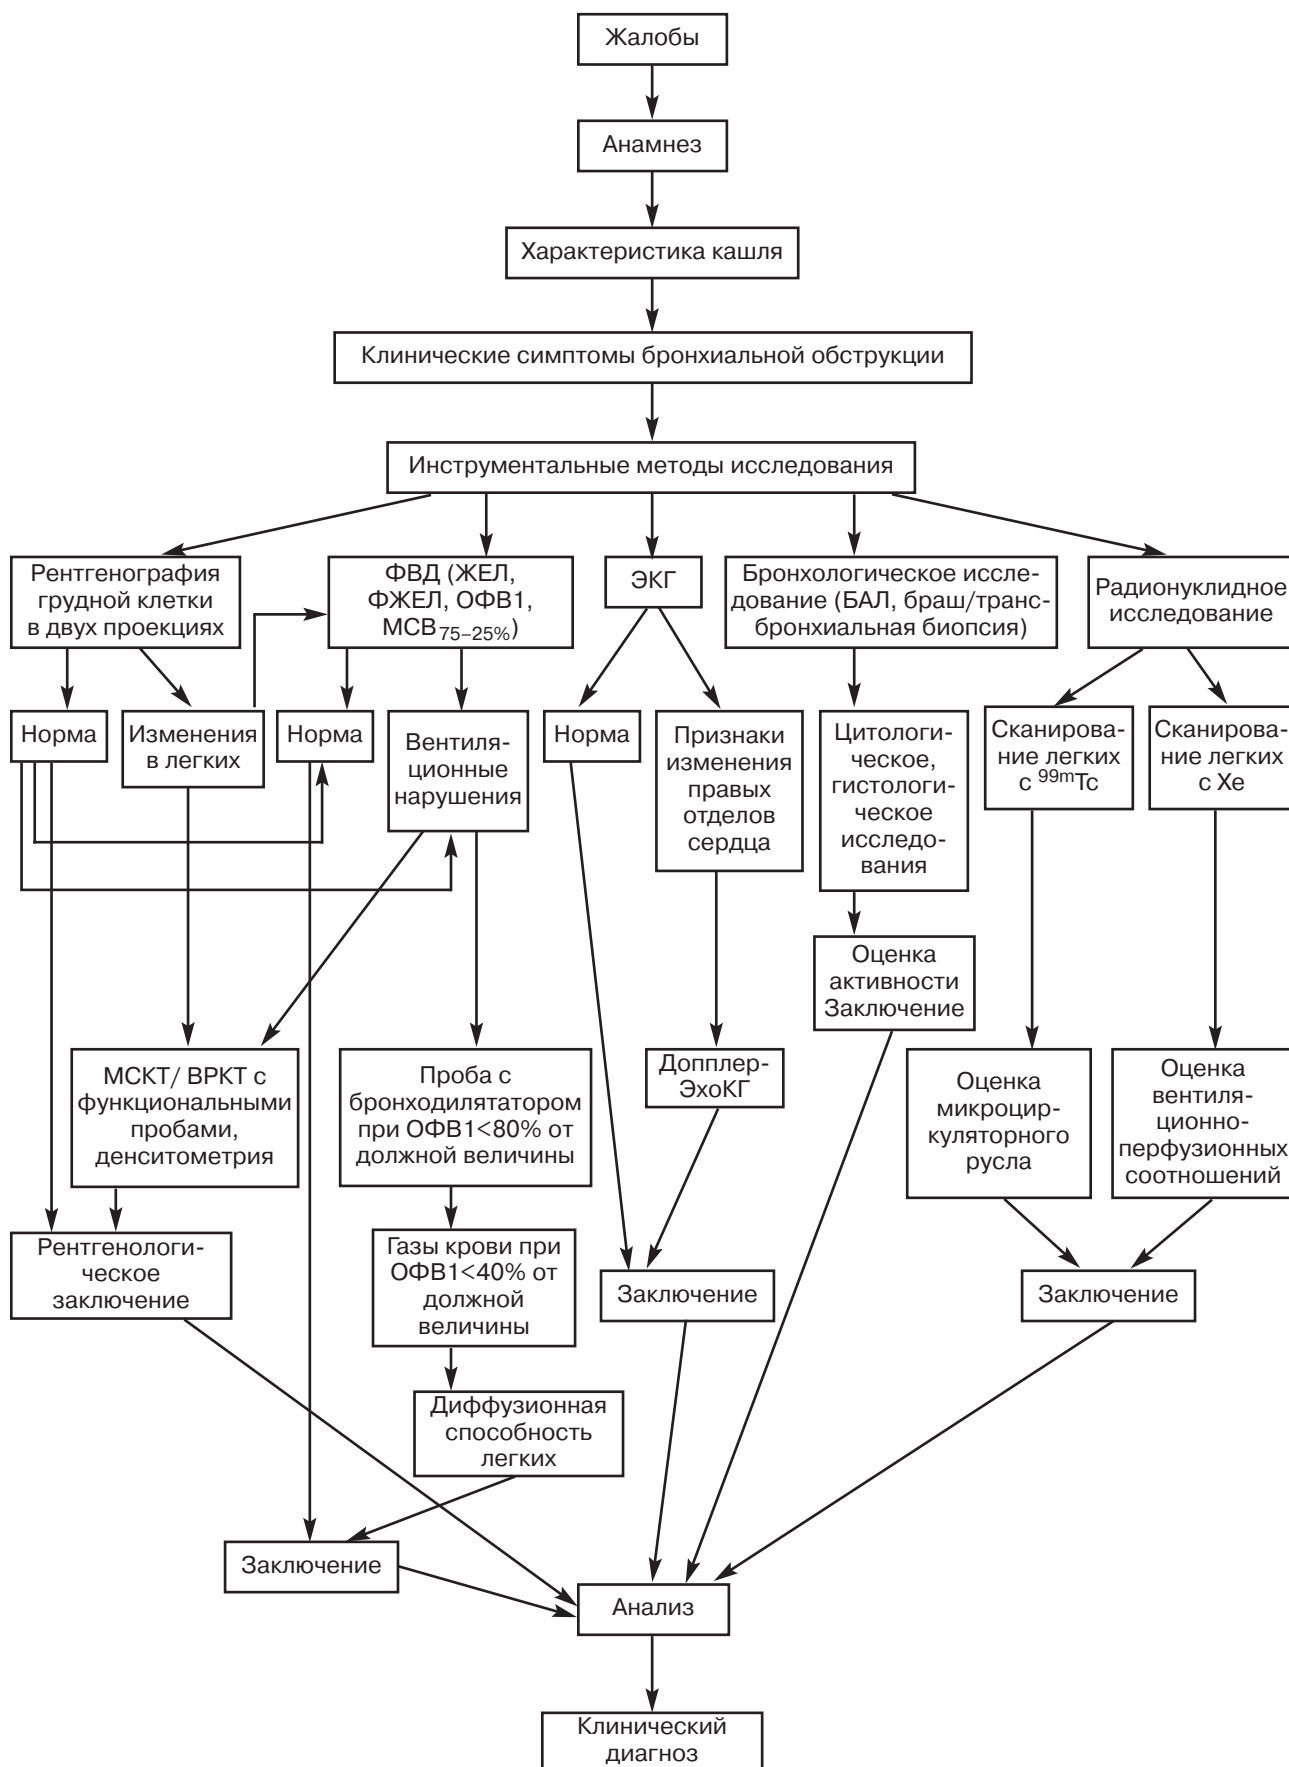 Жалобы
Анамнез
Характеристика кашля
Клинические симптомы бронхиальной обструкции
Инструментальные методы исследования
Рентгенография
грудной клетки
в двух проекциях
ФВД (ЖЕЛ,
ФЖЕЛ, ОФВ1,
МСВ75–25%)
ЭКГ
Бронхологическое иссле-
дование (БАЛ, браш/транс-
бронхиальная биопсия)
Радионуклидное
исследование
Норма
Изменения
в легких
Норма
Вентиля-
ционные
нарушения
Норма
Признаки
изменения
правых
отделов
сердца
Цитологи-
ческое,
гистологи-
ческое
исследо-
вания
Сканирова-
ние легких
с 99mTc
Сканирова-
ние легких
с Xe
Оценка
активности
Заключение
МСКТ/ ВРКТ с
функциональными
пробами,
денситометрия
Проба с
бронходилятатором
при ОФВ1<80% от
должной величины
Допплер-
ЭхоКГ
Оценка
микроцир-
куляторного
русла
Оценка
вентиля-
ционно-
перфузионных
соотношений
Рентгенологи-
ческое
заключение
Газы крови при
ОФВ1<40% от
должной
величины
Заключение
Заключение
Диффузионная
способность
легких
Заключение
Анализ
Клинический
диагноз